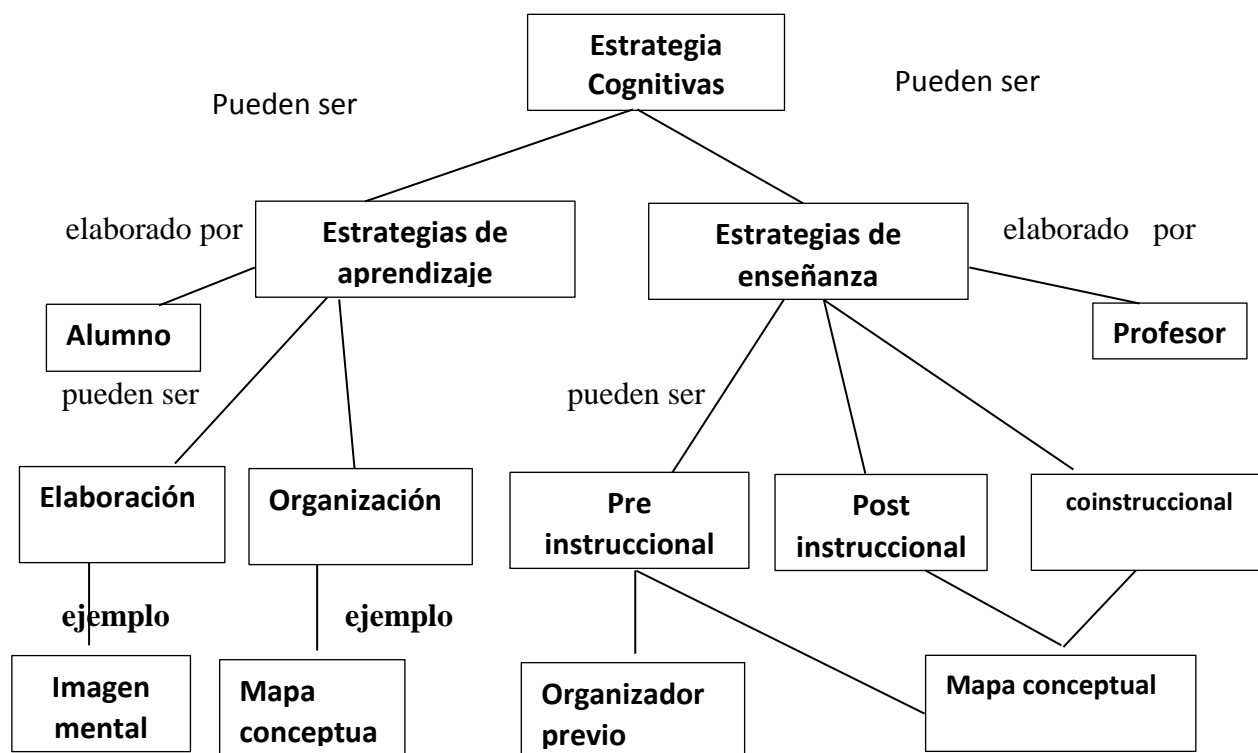 Estrategia
Cognitivas
Pueden ser
Pueden ser
elaborado por
Estrategias de
aprendizaje
Estrategias de
enseñanza
elaborado por
Alumno
Profesor
pueden ser
pueden ser
Elaboración
Organización
Pre
instruccional
Post
instruccional
coinstruccional
ejemplo
ejemplo
Imagen
mental
Mapa
conceptua
Organizador
previo
Mapa conceptual